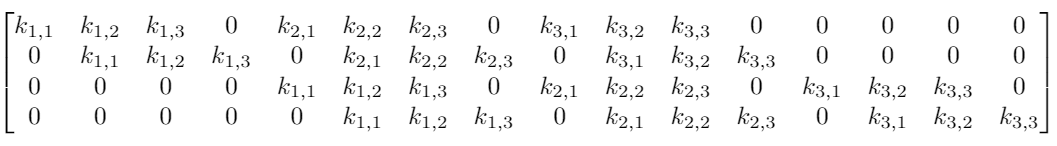 k1,1 k1,2 k1,3 0 k2,1 k2,2 k2,3 0 k3,1 k3,2 k3,3 0 0 0 0 0
0 k1,1 k1,2 k1,3 0 k2,1 k2,2 k2,3 0 k3,1 k3,2 k3,3 0 0 0 0
0 0 0 0 k1,1 k1,2 k1,3 0 k2,1 k2,2 k2,3 0 k3,1 k3,2 k3,3 0
0 0 0 0 0 k1,1 k1,2 k1,3 0 k2,1 k2,2 k2,3 0 k3,1 k3,2 k3,3